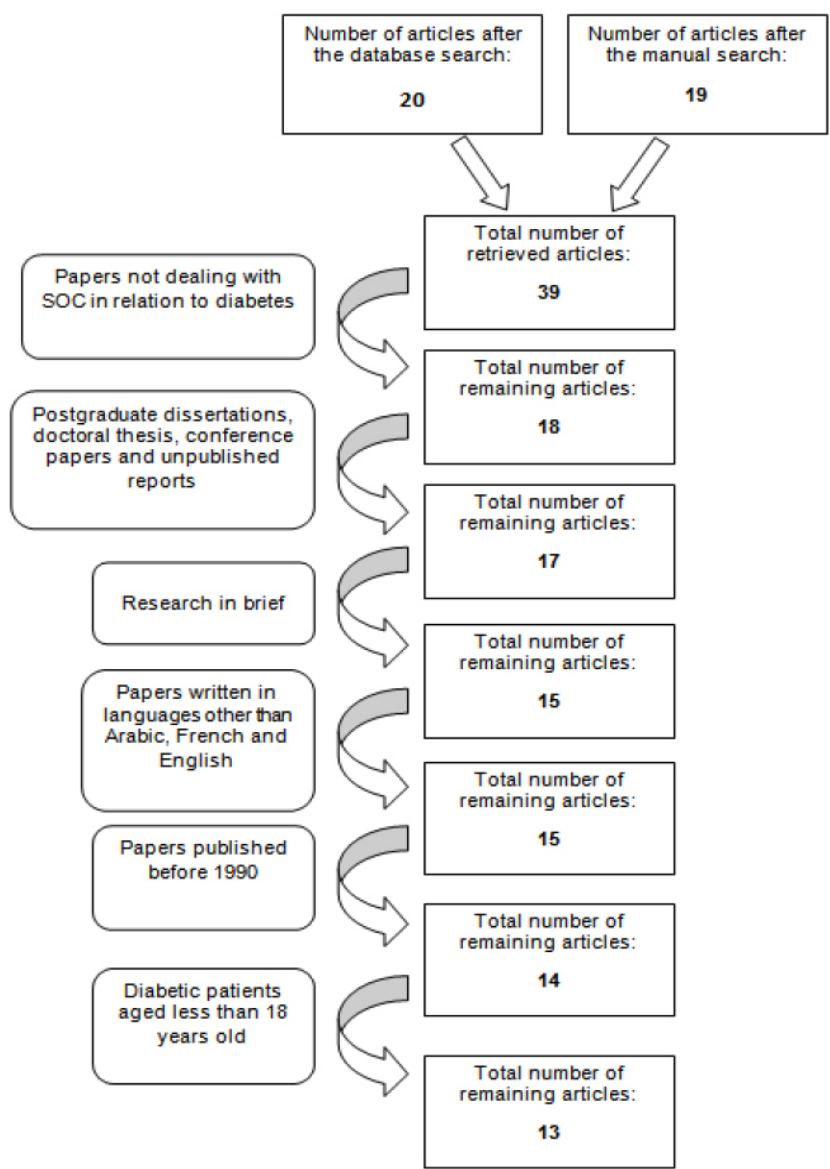 Number of articles after
the database search:
20
Number of articles after
the manual search:
19
Total number of
retrieved articles:
39
Papers not dealing with
SOC in relation to diabetes
Total number of
remaining articles:
18
Postgraduate dissertations,
doctoral thesis, conference
papers and unpublished
reports
Total number of
remaining articles:
17
Research in brief
Total number of
remaining articles:
15
Papers written in
languages other than
Arabic, French and
English
Total number of
remaining articles:
15
Papers published
before 1990
Total number of
remaining articles:
14
Diabetic patients
aged less than 18
years old
Total number of
remaining articles:
13